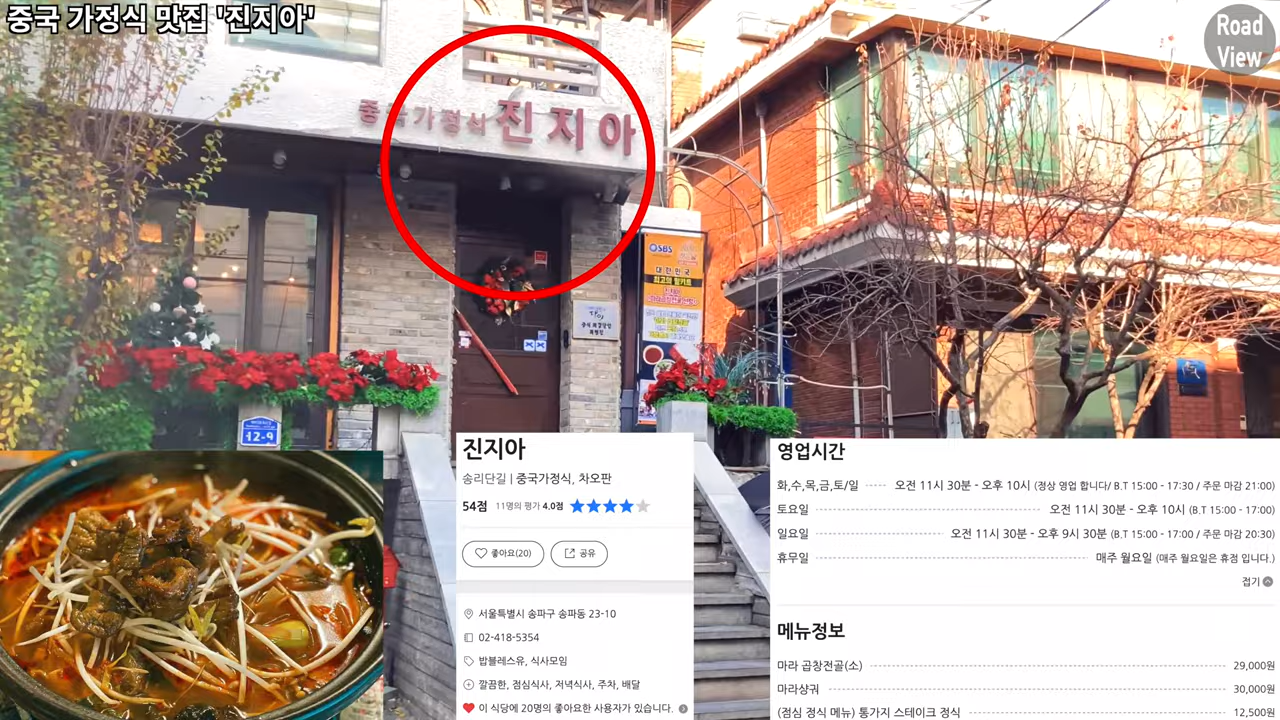 중국 가정식 맛집 '진지아'
Road
View
중국가정식 진지아
SBS
대한민국
최고의 밀키트
12-9
진지아
송리단길 | 중국가정식, 차오판
54점 11명의 평가 4.0점
좋아요(20) 공유
서울특별시 송파구 송파동 23-10
02-418-5354
밥블레스유, 식사모임
깔끔한, 점심식사, 저녁식사, 주차, 배달
이 식당에 20명의 좋아요한 사용자가 있습니다.
영업시간
화,수,목,금,토/일 오전 11시 30분 - 오후 10시 (정상 영업 합니다/ B.T 15:00 - 17:30 / 주문 마감 21:00)
토요일 오전 11시 30분 - 오후 10시 (B.T 15:00 - 17:00)
일요일 오전 11시 30분 - 오후 9시 30분 (B.T 15:00 - 17:00 / 주문 마감 20:30)
휴무일 매주 월요일 (매주 월요일은 휴점 입니다.)
접기
메뉴정보
마라 곱창전골(소) 29,000원
마라샹궈 30,000원
(점심 정식 메뉴) 통가지 스테이크 정식 12,500원